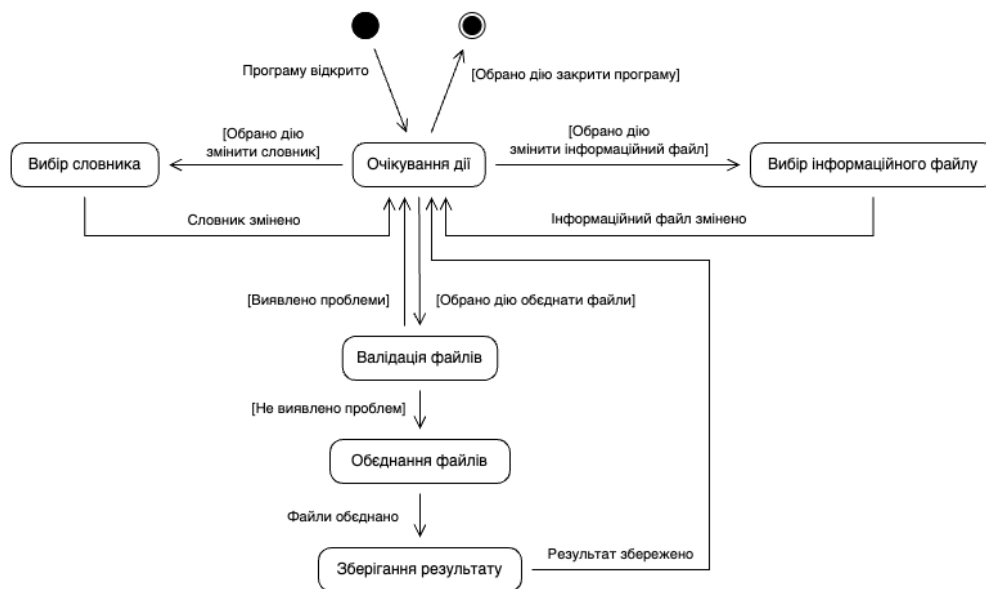 Програму відкрито
[Обрано дію закрити програму]
[Обрано дію
змінити словник]
[Обрано дію
змінити інформаційний файл]
Вибір словника
Очікування дії
Вибір інформаційного файлу
Словник змінено
Інформаційний файл змінено
[Виявлено проблеми]
[Обрано дію обєднати файли]
Валідація файлів
[Не виявлено проблем]
Обєднання файлів
Файли обєднано
Зберігання результату
Результат збережено